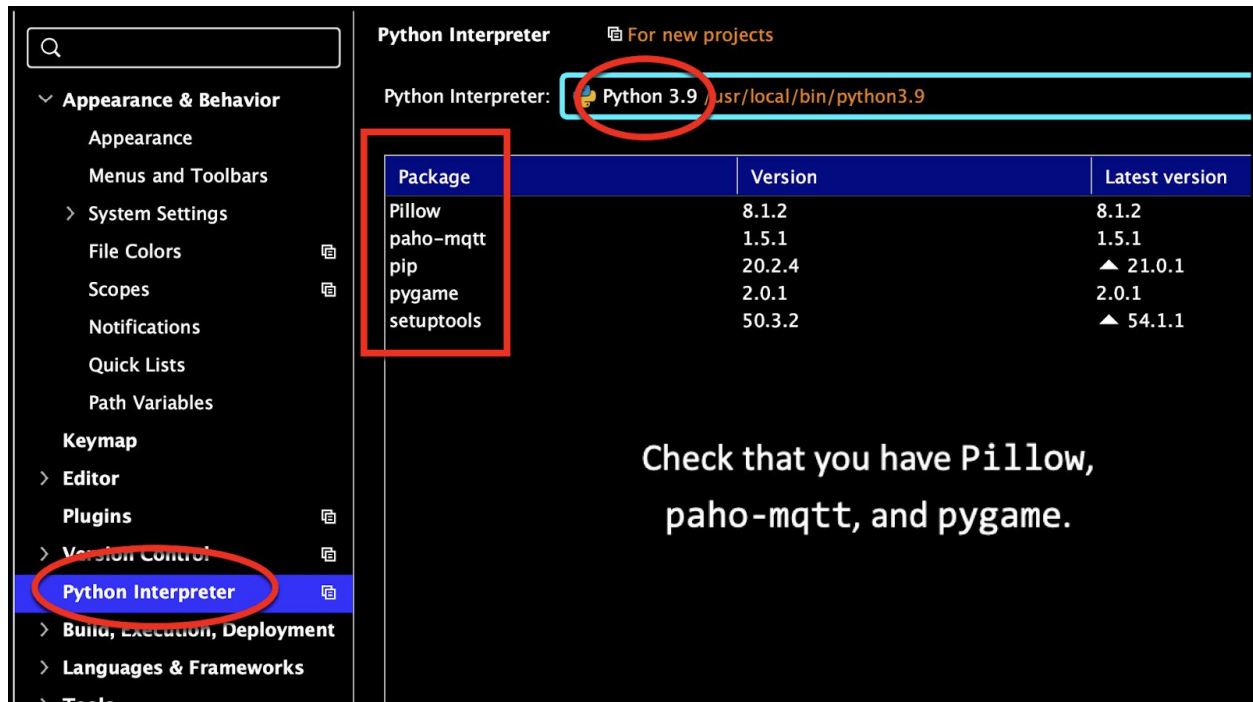 Python Interpreter For new projects
Python Interpreter: Python 3.9 /usr/local/bin/python3.9
Appearance & Behavior
Appearance
Menus and Toolbars
System Settings
File Colors
Scopes
Notifications
Quick Lists
Path Variables
Keymap
Editor
Plugins
Version Control
Python Interpreter
Build, Execution, Deployment
Languages & Frameworks
Tools
Package Version Latest version
Pillow 8.1.2 8.1.2
paho-mqtt 1.5.1 1.5.1
pip 20.2.4 21.0.1
pygame 2.0.1 2.0.1
setuptools 50.3.2 54.1.1
Check that you have Pillow,
paho-mqtt, and pygame.